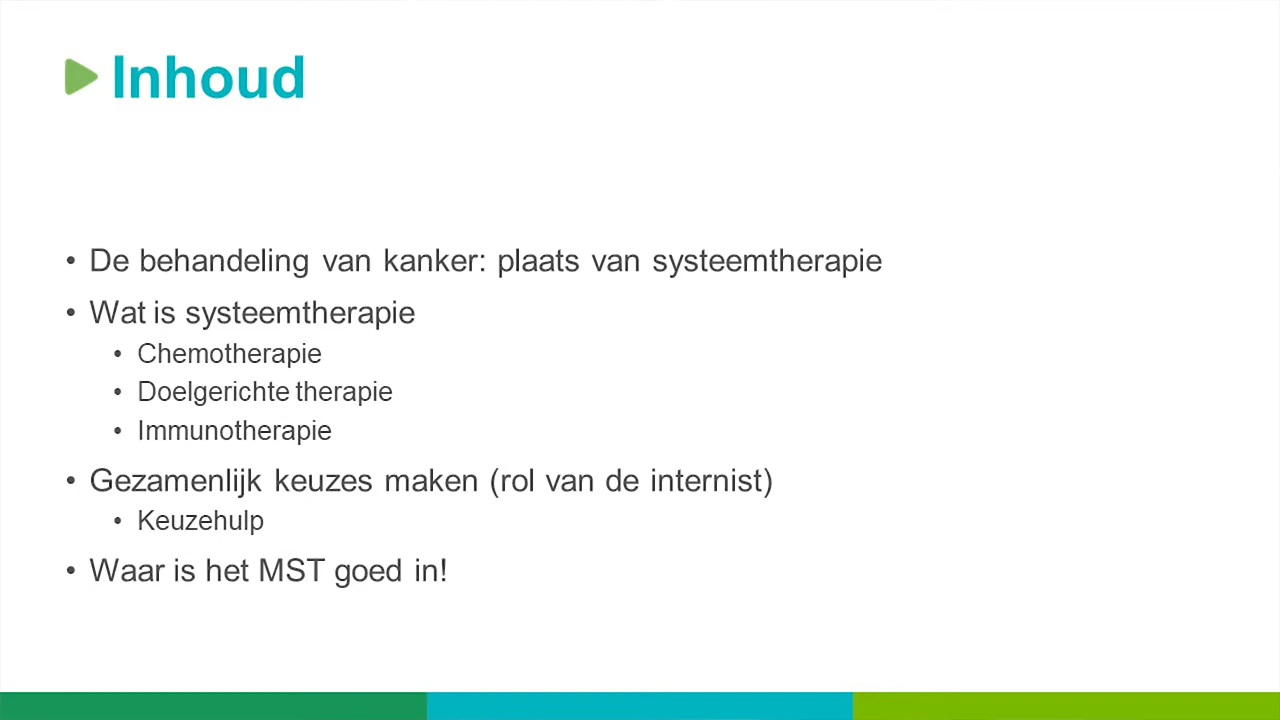 Inhoud
• De behandeling van kanker: plaats van systeemtherapie
• Wat is systeemtherapie
• Chemotherapie
• Doelgerichte therapie
• Immunotherapie
• Gezamenlijk keuzes maken (rol van de internist)
• Keuzehulp
• Waar is het MST goed in!